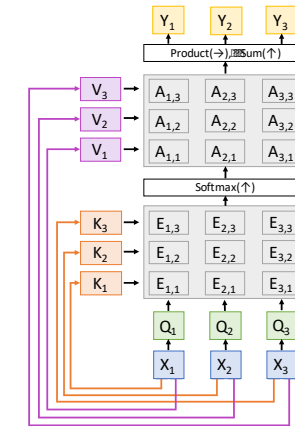 Y1 Y2 Y3
Product(→), Sum(↑)
V3 A1,3 A2,3 A3,3
V2 A1,2 A2,2 A3,2
V1 A1,1 A2,1 A3,1
Softmax(↑)
K3 E1,3 E2,3 E3,3
K2 E1,2 E2,2 E3,2
K1 E1,1 E2,1 E3,1
Q1 Q2 Q3
X1 X2 X3